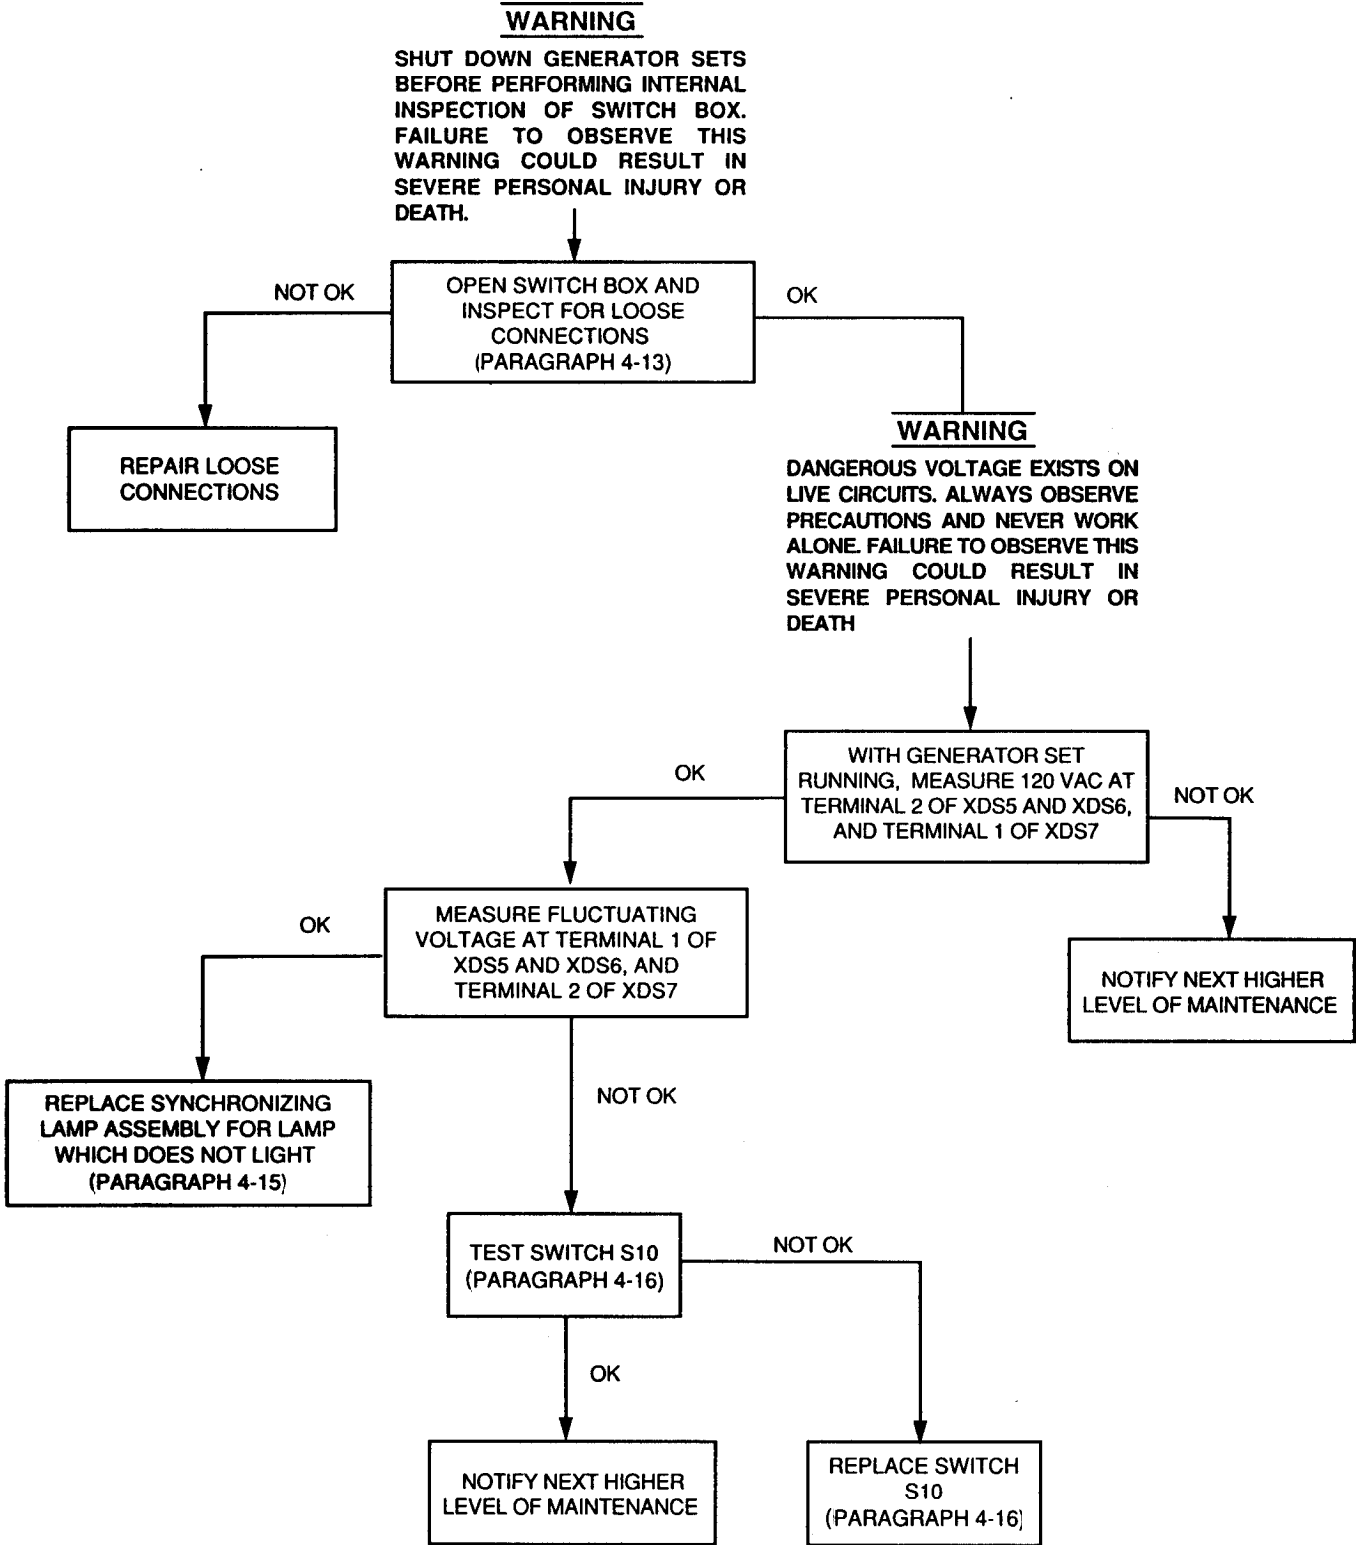 WARNING
SHUT DOWN GENERATOR SETS
BEFORE PERFORMING INTERNAL
INSPECTION OF SWITCH BOX.
FAILURE TO OBSERVE THIS
WARNING COULD RESULT IN
SEVERE PERSONAL INJURY OR
DEATH.
NOT OK
OPEN SWITCH BOX AND
INSPECT FOR LOOSE
CONNECTIONS
(PARAGRAPH 4-13)
OK
REPAIR LOOSE
CONNECTIONS
WARNING
DANGEROUS VOLTAGE EXISTS ON
LIVE CIRCUITS. ALWAYS OBSERVE
PRECAUTIONS AND NEVER WORK
ALONE. FAILURE TO OBSERVE THIS
WARNING COULD RESULT IN
SEVERE PERSONAL INJURY OR
DEATH
OK
WITH GENERATOR SET
RUNNING, MEASURE 120 VAC AT
TERMINAL 2 OF XDS5 AND XDS6,
AND TERMINAL 1 OF XDS7
NOT OK
OK
MEASURE FLUCTUATING
VOLTAGE AT TERMINAL 1 OF
XDS5 AND XDS6, AND
TERMINAL 2 OF XDS7
NOTIFY NEXT HIGHER
LEVEL OF MAINTENANCE
REPLACE SYNCHRONIZING
LAMP ASSEMBLY FOR LAMP
WHICH DOES NOT LIGHT
(PARAGRAPH 4-15)
NOT OK
TEST SWITCH S10
(PARAGRAPH 4-16)
NOT OK
OK
NOTIFY NEXT HIGHER
LEVEL OF MAINTENANCE
REPLACE SWITCH
S10
(PARAGRAPH 4-16)